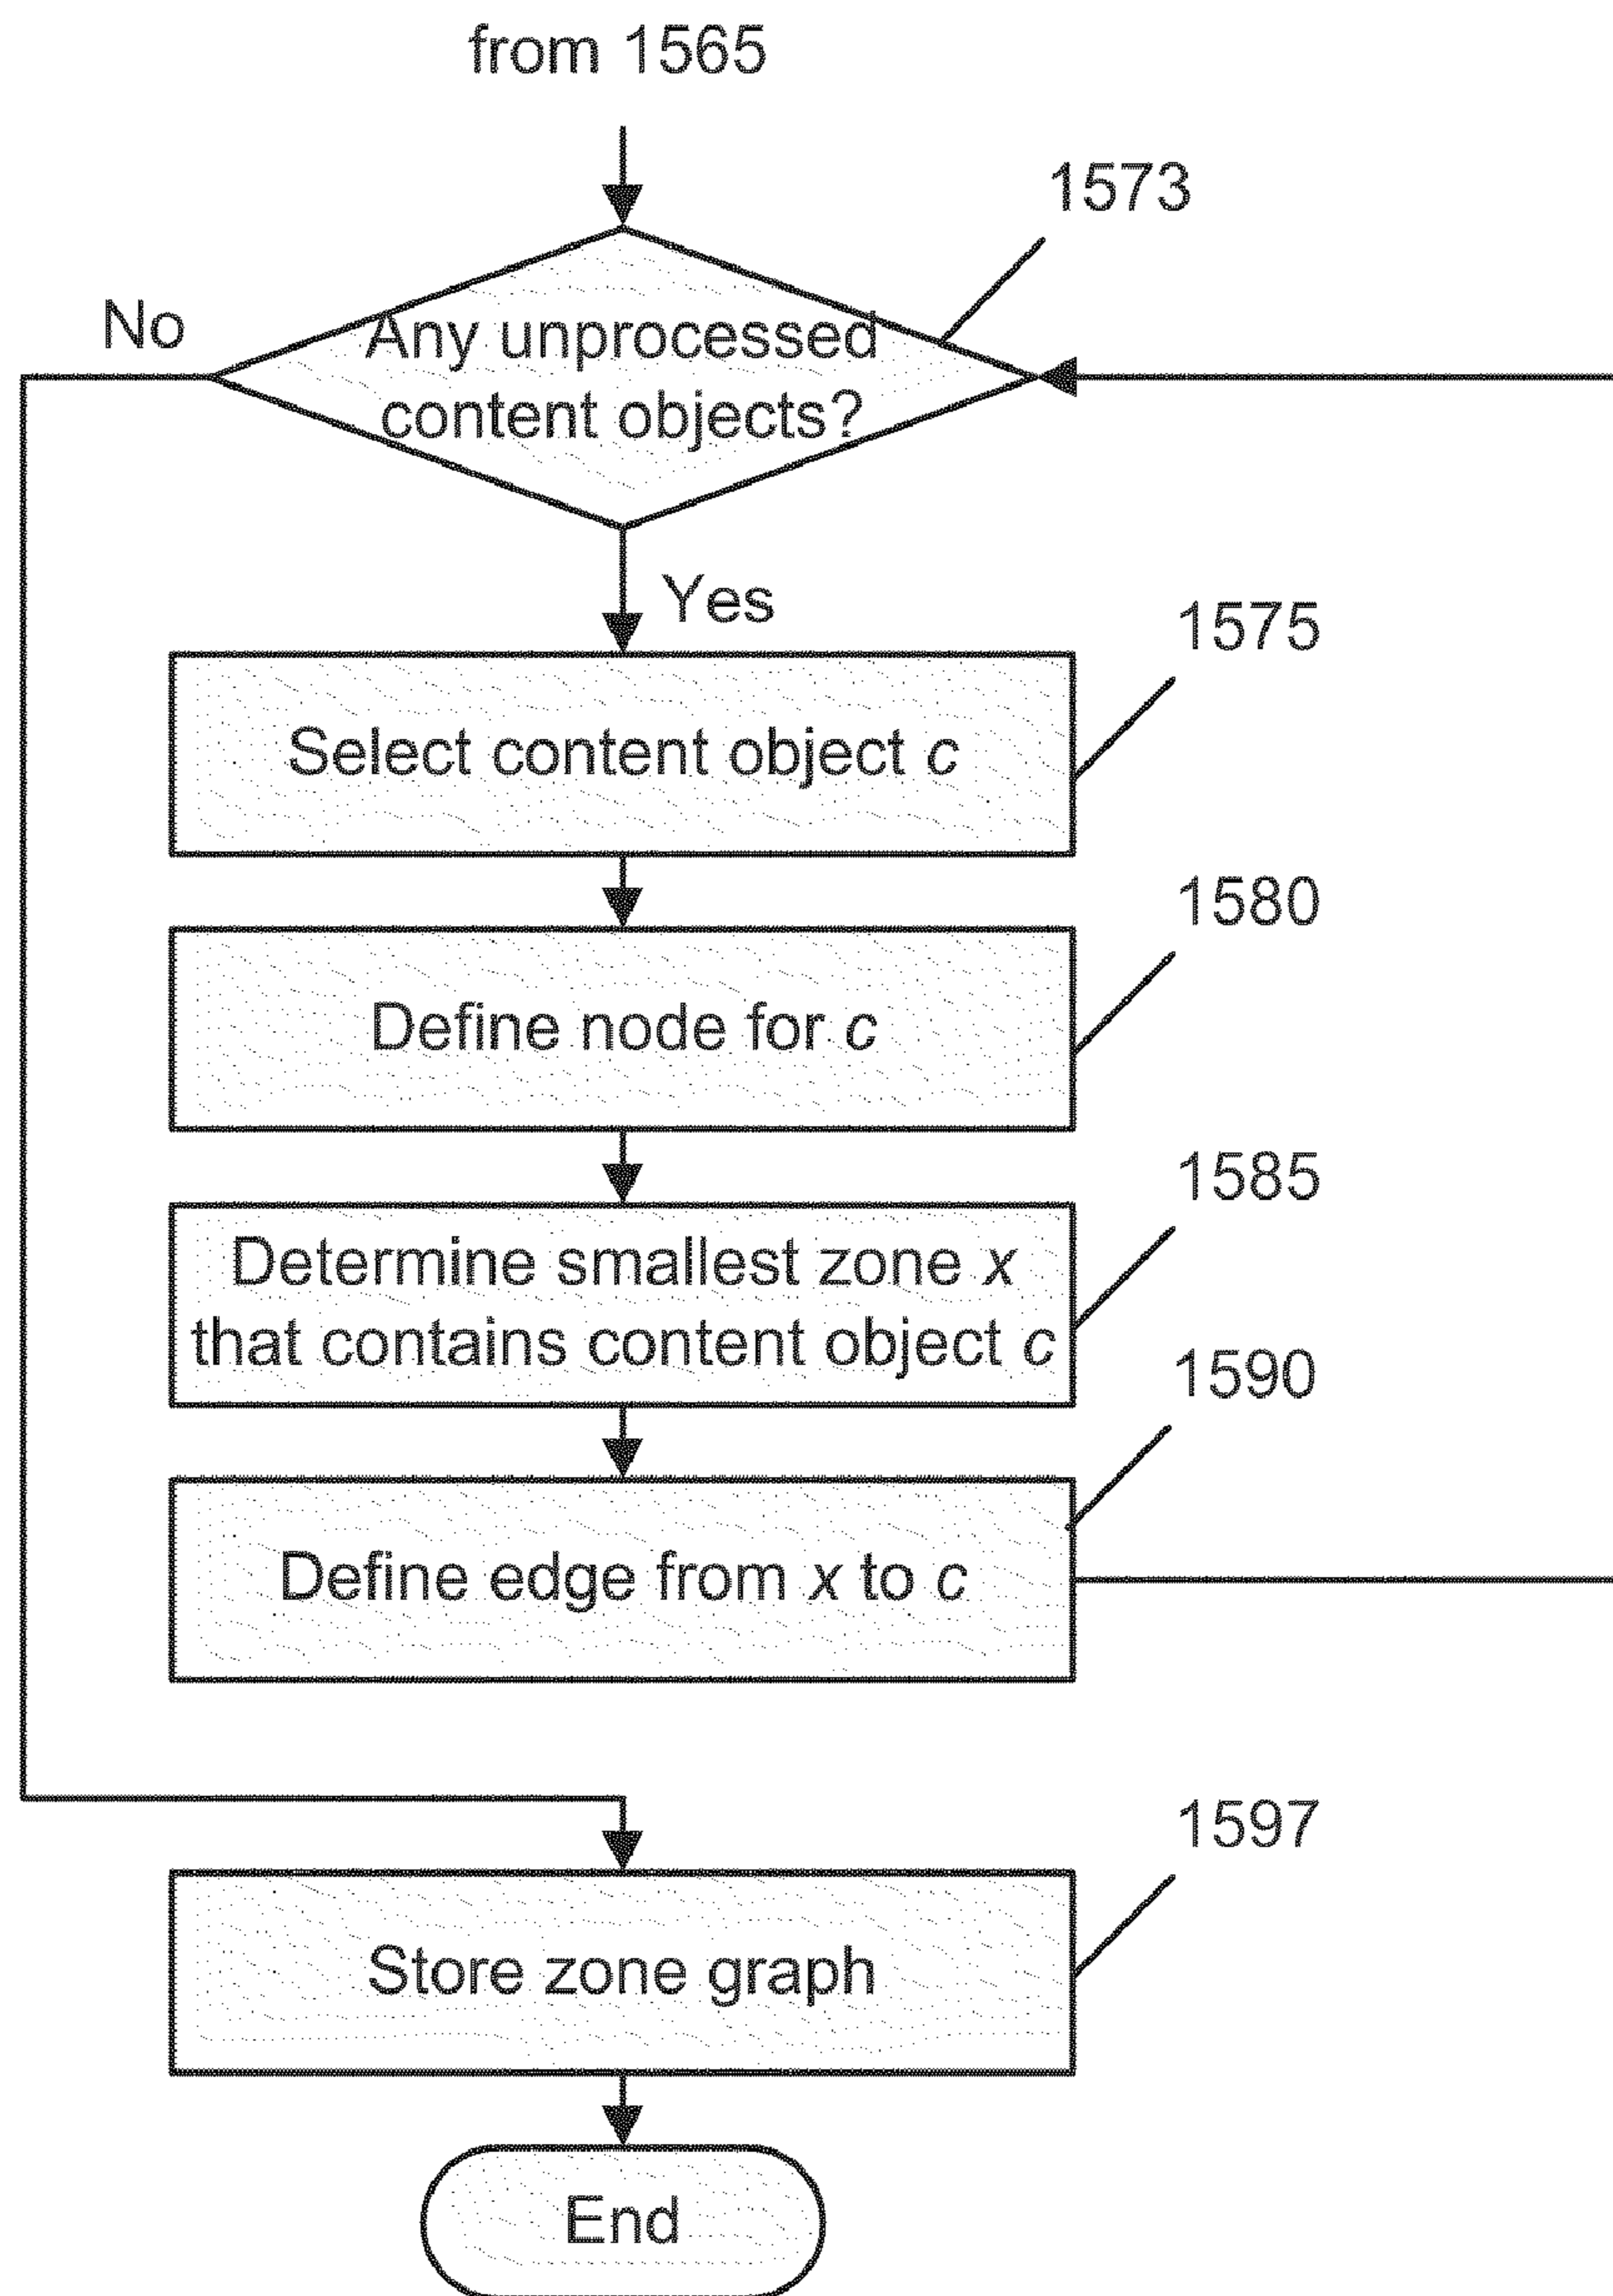 from 1565
1573
No
Any unprocessed
content objects?
Yes
1575
Select content object c
1580
Define node for c
1585
Determine smallest zone x
that contains content object c
1590
Define edge from x to c
1597
Store zone graph
End